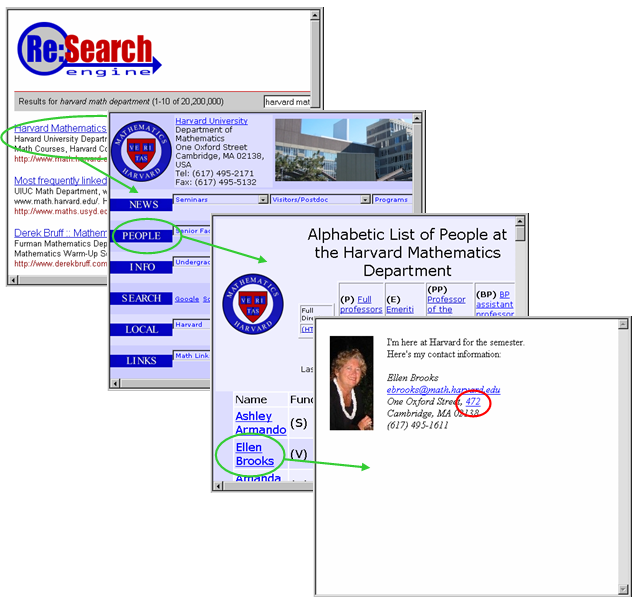 Re:Search
engine
Results for harvard math department (1-10 of 20,200,000)
harvard mat
Harvard Mathematics
Harvard University Depart
Math Courses, Harvard Co
http://www.math.harvard.e
Most frequently linked
UIUC Math Department, w
www.math.harvard.edu/. H
http://www.maths.usyd.e
Derek Bruff :: Mathem
Furman Mathematics Dep
Mathematics Warm-Up S
http://www.derekbruff.com
MATHEMATICS
VE RI
TAS
HARVARD
Harvard University
Department of
Mathematics
One Oxford Street
Cambridge, MA 02138,
USA
Tel: (617) 495-2171
Fax: (617) 495-5132
NEWS
Seminars
Visitors/Postdoc
Programs
PEOPLE
Senior Fac
INFO
Undergradu
SEARCH
Google
LOCAL
Harvard
LINKS
Math Link
Alphabetic List of People at
the Harvard Mathematics
Department
MATHEMATICS
VE RI
TAS
HARVARD
Full
Dire
(P) Full
professors
(E)
Emeriti
(PP)
Professor
of the
(BP) BP
assistant
professor
Las
Name
Func
Ashley
Armando
(S)
Ellen
Brooks
(V)
Amanda
I'm here at Harvard for the semester.
Here's my contact information:
Ellen Brooks
ebrooks@math.harvard.edu
One Oxford Street, 472
Cambridge, MA 02138
(617) 495-1611